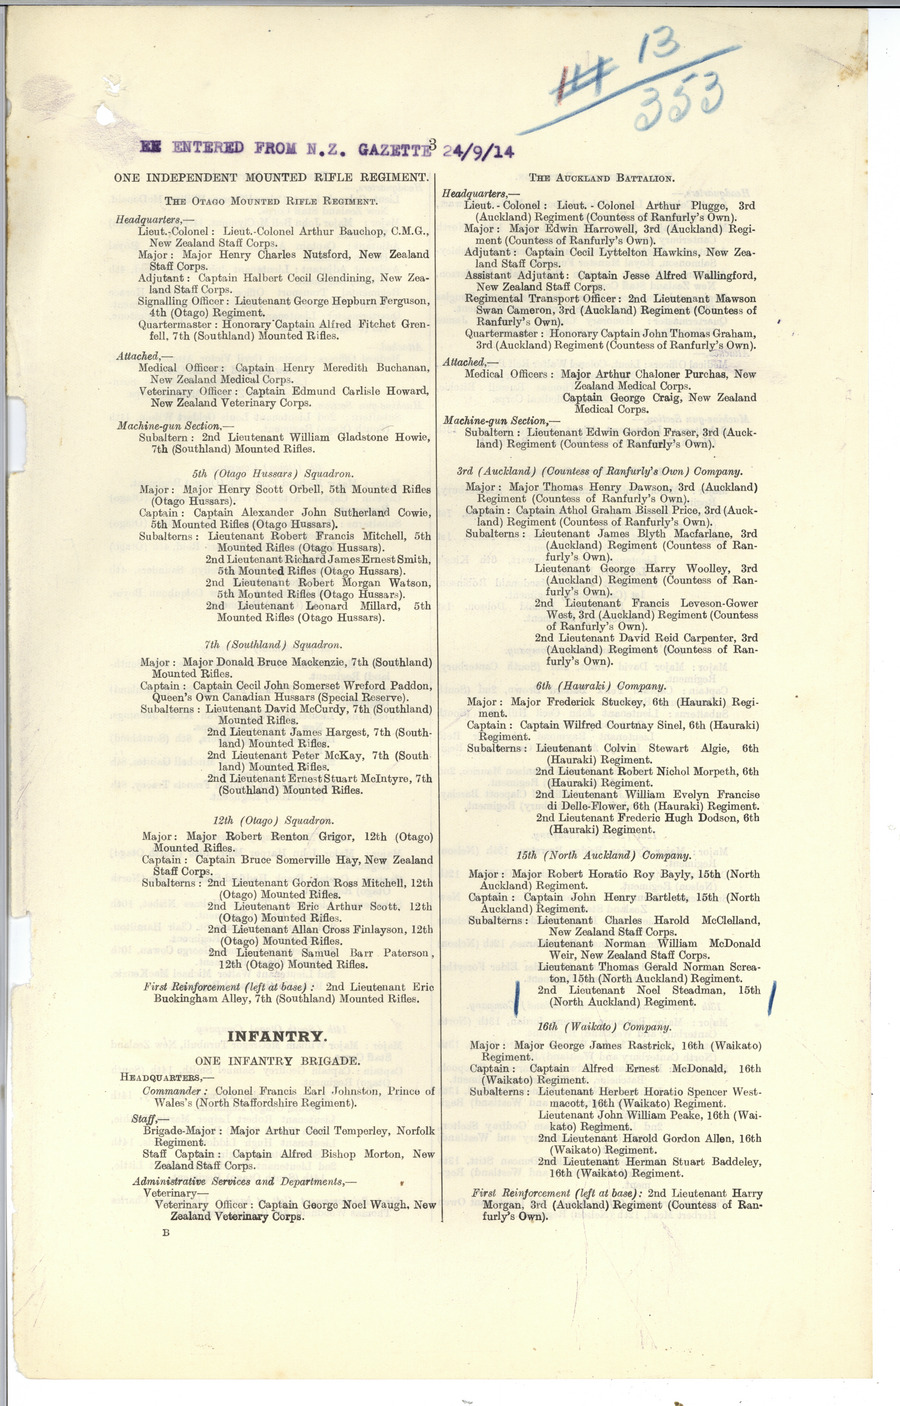 13
353
ENTERED FROM N.Z. GAZETTE 24/9/14
3
ONE INDEPENDENT MOUNTED RIFLE REGIMENT.
THE OTAGO MOUNTED RIFLE REGIMENT.
Headquarters,—
Lieut.-Colonel : Lieut.-Colonel Arthur Bauchop, C.M.G.,
New Zealand Staff Corps.
Major : Major Henry Charles Nutsford, New Zealand
Staff Corps.
Adjutant : Captain Halbert Cecil Glendining, New Zea-
land Staff Corps.
Signalling Officer : Lieutenant George Hepburn Ferguson,
4th (Otago) Regiment.
Quartermaster : Honorary Captain Alfred Fitchet Gren-
fell, 7th (Southland) Mounted Rifles.
Attached,—
Medical Officer : Captain Henry Meredith Buchanan,
New Zealand Medical Corps.
Veterinary Officer : Captain Edmund Carlisle Howard,
New Zealand Veterinary Corps.
Machine-gun Section,—
Subaltern : 2nd Lieutenant William Gladstone Howie,
7th (Southland) Mounted Rifles.
5th (Otago Hussars) Squadron.
Major : Major Henry Scott Orbell, 5th Mounted Rifles
(Otago Hussars).
Captain : Captain Alexander John Sutherland Cowie,
5th Mounted Rifles (Otago Hussars).
Subalterns : Lieutenant Robert Francis Mitchell, 5th
Mounted Rifles (Otago Hussars).
2nd Lieutenant Richard James Ernest Smith,
5th Mounted Rifles (Otago Hussars).
2nd Lieutenant Robert Morgan Watson,
5th Mounted Rifles (Otago Hussars).
2nd Lieutenant Leonard Millard, 5th
Mounted Rifles (Otago Hussars).
7th (Southland) Squadron.
Major : Major Donald Bruce Mackenzie, 7th (Southland)
Mounted Rifles.
Captain : Captain Cecil John Somerset Wreford Paddon,
Queen's Own Canadian Hussars (Special Reserve).
Subalterns : Lieutenant David McCurdy, 7th (Southland)
Mounted Rifles.
2nd Lieutenant James Hargest, 7th (South-
land) Mounted Rifles.
2nd Lieutenant Peter McKay, 7th (South
land) Mounted Rifles.
2nd Lieutenant Ernest Stuart McIntyre, 7th
(Southland) Mounted Rifles.
12th (Otago) Squadron.
Major : Major Robert Renton Grigor, 12th (Otago)
Mounted Rifles.
Captain : Captain Bruce Somerville Hay, New Zealand
Staff Corps.
Subalterns : 2nd Lieutenant Gordon Ross Mitchell, 12th
(Otago) Mounted Rifles.
2nd Lieutenant Eric Arthur Scott, 12th
(Otago) Mounted Rifles.
2nd Lieutenant Allan Cross Finlayson, 12th
(Otago) Mounted Rifles.
2nd Lieutenant Samuel Barr Paterson,
12th (Otago) Mounted Rifles.
First Reinforcement (left at base) : 2nd Lieutenant Eric
Buckingham Alley, 7th (Southland) Mounted Rifles.
INFANTRY.
ONE INFANTRY BRIGADE.
HEADQUARTERS,—
Commander : Colonel Francis Earl Johnston, Prince of
Wales's (North Staffordshire Regiment).
Staff,—
Brigade-Major : Major Arthur Cecil Temperley, Norfolk
Regiment.
Staff Captain : Captain Alfred Bishop Morton, New
Zealand Staff Corps.
Administrative Services and Departments,—
Veterinary—
Veterinary Officer : Captain George Noel Waugh, New
Zealand Veterinary Corps.
B
THE AUCKLAND BATTALION.
Headquarters,—
Lieut.-Colonel : Lieut.-Colonel Arthur Plugge, 3rd
(Auckland) Regiment (Countess of Ranfurly's Own).
Major : Major Edwin Harrowell, 3rd (Auckland) Regi-
ment (Countess of Ranfurly's Own).
Adjutant : Captain Cecil Lyttelton Hawkins, New Zea-
land Staff Corps.
Assistant Adjutant : Captain Jesse Alfred Wallingford,
New Zealand Staff Corps.
Regimental Transport Officer : 2nd Lieutenant Mawson
Swan Cameron, 3rd (Auckland) Regiment (Countess of
Ranfurly's Own).
Quartermaster : Honorary Captain John Thomas Graham,
3rd (Auckland) Regiment (Countess of Ranfurly's Own).
Attached,—
Medical Officers : Major Arthur Chaloner Purchas, New
Zealand Medical Corps.
Captain George Craig, New Zealand
Medical Corps.
Machine-gun Section,—
Subaltern : Lieutenant Edwin Gordon Fraser, 3rd (Auck-
land) Regiment (Countess of Ranfurly's Own).
3rd (Auckland) (Countess of Ranfurly's Own) Company.
Major : Major Thomas Henry Dawson, 3rd (Auckland)
Regiment (Countess of Ranfurly's Own).
Captain : Captain Athol Graham Bissell Price, 3rd (Auck-
land) Regiment (Countess of Ranfurly's Own).
Subalterns : Lieutenant James Blyth Macfarlane, 3rd
(Auckland) Regiment (Countess of Ran-
furly's Own).
Lieutenant George Harry Woolley, 3rd
(Auckland) Regiment (Countess of Ran-
furly's Own).
2nd Lieutenant Francis Leveson-Gower
West, 3rd (Auckland) Regiment (Countess
of Ranfurly's Own).
2nd Lieutenant David Reid Carpenter, 3rd
(Auckland) Regiment (Countess of Ran-
furly's Own).
6th (Hauraki) Company.
Major : Major Frederick Stuckey, 6th (Hauraki) Regi-
ment.
Captain : Captain Wilfred Courtnay Sinel, 6th (Hauraki)
Regiment.
Subalterns : Lieutenant Colvin Stewart Algie, 6th
(Hauraki) Regiment.
2nd Lieutenant Robert Nichol Morpeth, 6th
(Hauraki) Regiment.
2nd Lieutenant William Evelyn Francise
di Delle-Flower, 6th (Hauraki) Regiment.
2nd Lieutenant Frederic Hugh Dodson, 6th
(Hauraki) Regiment.
15th (North Auckland) Company.
Major : Major Robert Horatio Roy Bayly, 15th (North
Auckland) Regiment.
Captain : Captain John Henry Bartlett, 15th (North
Auckland) Regiment.
Subalterns : Lieutenant Charles Harold McClelland,
New Zealand Staff Corps.
Lieutenant Norman William McDonald
Weir, New Zealand Staff Corps.
Lieutenant Thomas Gerald Norman Screa-
ton, 15th (North Auckland) Regiment.
2nd Lieutenant Noel Steadman, 15th
(North Auckland) Regiment.
16th (Waikato) Company.
Major : Major George James Rastrick, 16th (Waikato)
Regiment.
Captain : Captain Alfred Ernest McDonald, 16th
(Waikato) Regiment.
Subalterns : Lieutenant Herbert Horatio Spencer West-
macott, 16th (Waikato) Regiment.
Lieutenant John William Peake, 16th (Wai-
kato) Regiment.
2nd Lieutenant Harold Gordon Allen, 16th
(Waikato) Regiment.
2nd Lieutenant Herman Stuart Baddeley,
16th (Waikato) Regiment.
First Reinforcement (left at base) : 2nd Lieutenant Harry
Morgan, 3rd (Auckland) Regiment (Countess of Ran-
furly's Own).